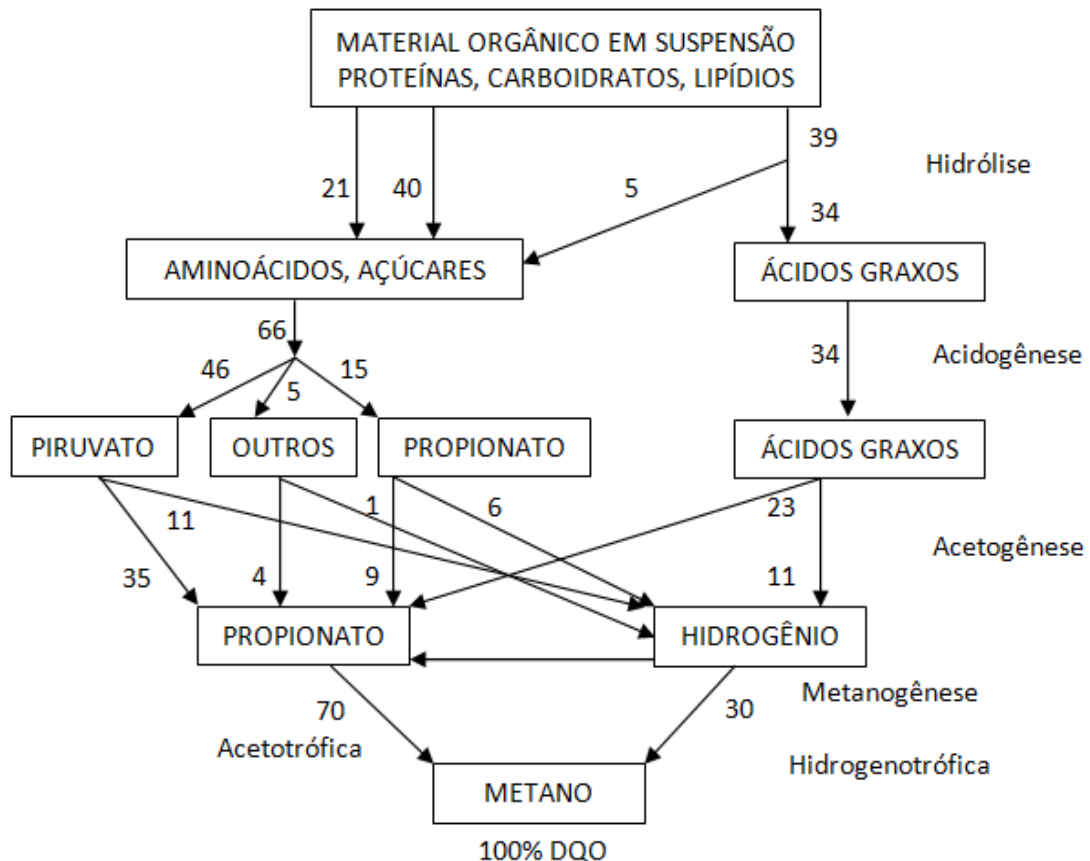 MATERIAL ORGÂNICO EM SUSPENSÃO
PROTEÍNAS, CARBOIDRATOS, LIPÍDIOS
39
Hidrólise
21
40
5
34
AMINOÁCIDOS, AÇÚCARES
ÁCIDOS GRAXOS
66
34
Acidogênese
46
5
15
PIRUVATO
OUTROS
PROPIONATO
ÁCIDOS GRAXOS
11
1
6
23
Acetogênese
35
4
9
11
PROPIONATO
HIDROGÊNIO
Metanogênese
70
30
Acetotrófica
Hidrogenotrófica
METANO
100% DQO